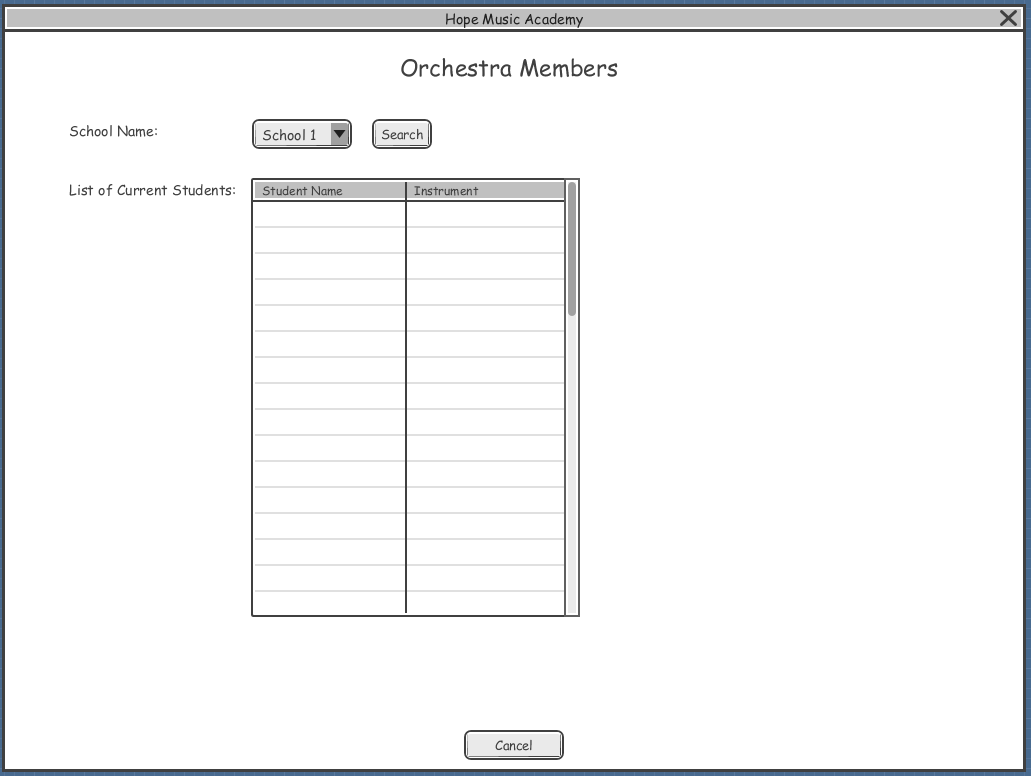 Hope Music Academy
Orchestra Members
School Name:
School 1
Search
List of Current Students:
Student Name
Instrument
Cancel